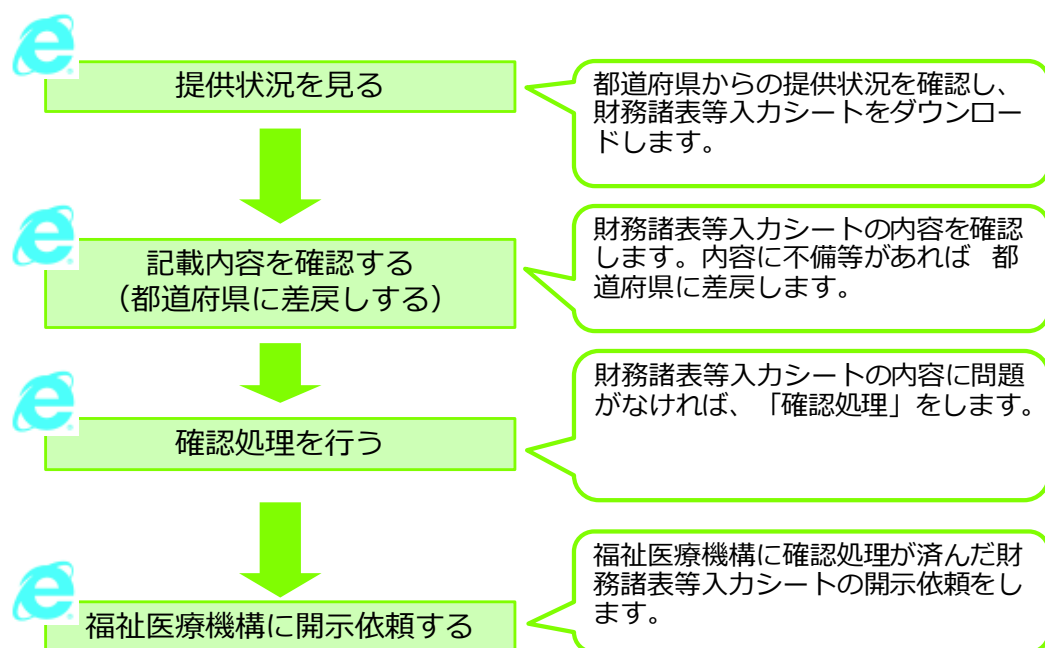 提供状況を見る
都道府県からの提供状況を確認し、
財務諸表等入力シートをダウンロー
ドします。
記載内容を確認する
（都道府県に差戻しする）
財務諸表等入力シートの内容を確認
します。内容に不備等があれば　都
道府県に差戻します。
確認処理を行う
財務諸表等入力シートの内容に問題
がなければ、「確認処理」をします。
福祉医療機構に開示依頼する
福祉医療機構に確認処理が済んだ財
務諸表等入力シートの開示依頼をし
ます。